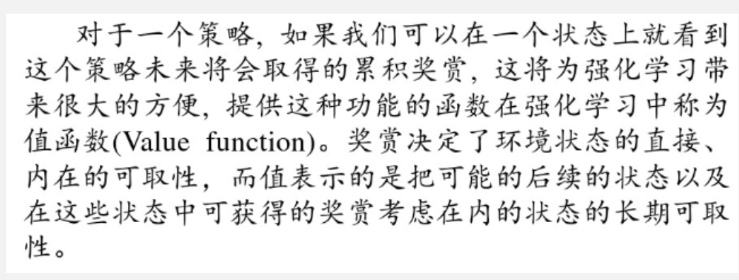 对于一个策略，如果我们可以在一个状态上就看到
这个策略未来将会取得的累积奖赏，这将为强化学习带
来很大的方便，提供这种功能的函数在强化学习中称为
值函数(Value function)。奖赏决定了环境状态的直接、
内在的可取性，而值表示的是把可能的后续的状态以及
在这些状态中可获得的奖赏考虑在内的状态的长期可取
性。